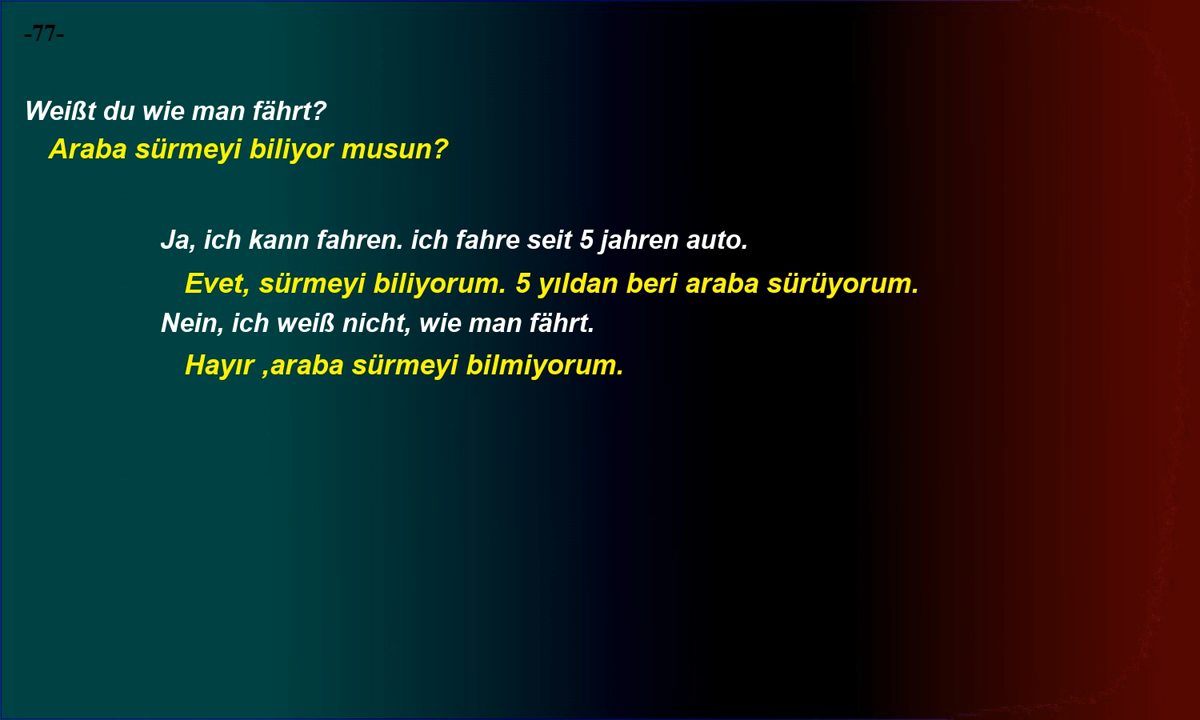 -77-
Weißt du wie man fährt?
Araba sürmeyi biliyor musun?
Ja, ich kann fahren. ich fahre seit 5 jahren auto.
Evet, sürmeyi biliyorum. 5 yıldan beri araba sürüyorum.
Nein, ich weiß nicht, wie man fährt.
Hayır ,araba sürmeyi bilmiyorum.